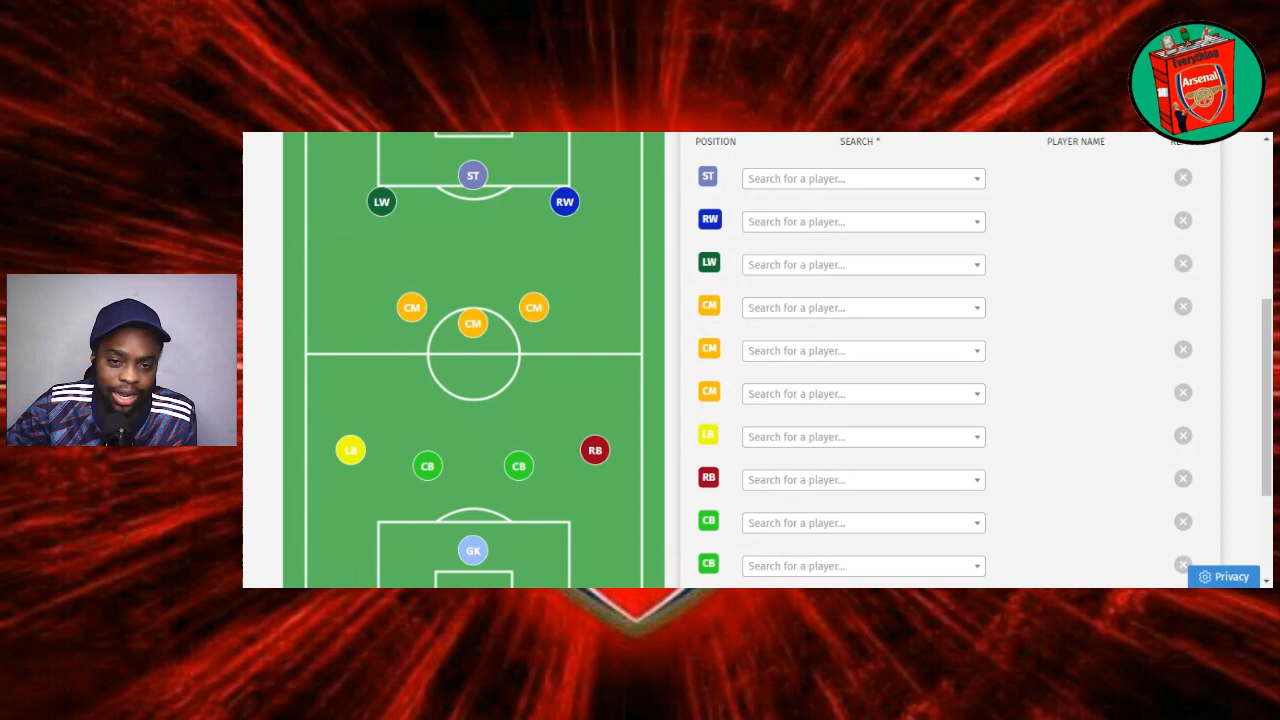 Everything
Arsenal
POSITION
SEARCH *
PLAYER NAME
ST
LW
RW
CM
CM
CM
LB
CB
CB
RB
GK
ST
Search for a player...
RW
Search for a player...
LW
Search for a player...
CM
Search for a player...
CM
Search for a player...
CM
Search for a player...
LB
Search for a player...
RB
Search for a player...
CB
Search for a player...
CB
Search for a player...
Privacy